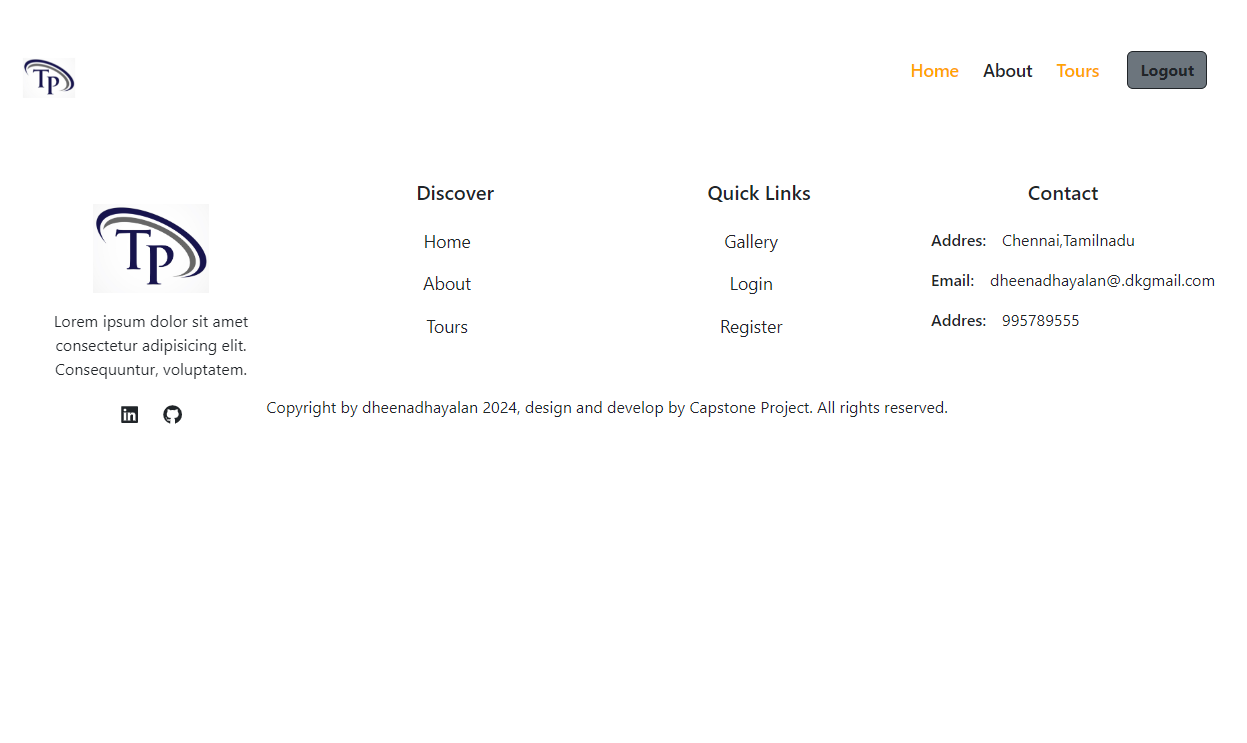 TP
Home About Tours Logout
TP
Lorem ipsum dolor sit amet
consectetur adipisicing elit.
Consequuntur, voluptatem.
Discover
Home
About
Tours
Quick Links
Gallery
Login
Register
Contact
Addres: Chennai,Tamilnadu
Email: dheenadhayalan@.dkgmail.com
Addres: 995789555
in
Copyright by dheenadhayalan 2024, design and develop by Capstone Project. All rights reserved.